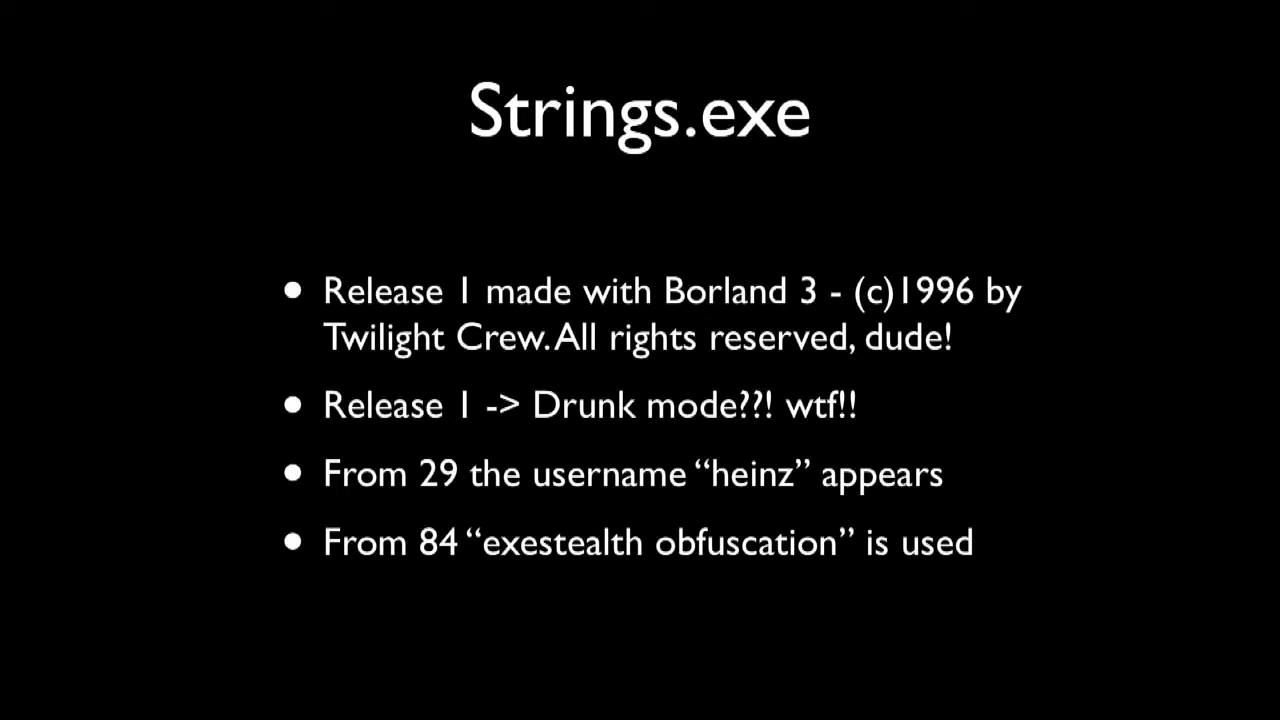 Strings.exe
• Release 1 made with Borland 3 - (c)1996 by
Twilight Crew. All rights reserved, dude!
• Release 1 -> Drunk mode??! wtf!!
• From 29 the username “heinz” appears
• From 84 “exestealth obfuscation” is used